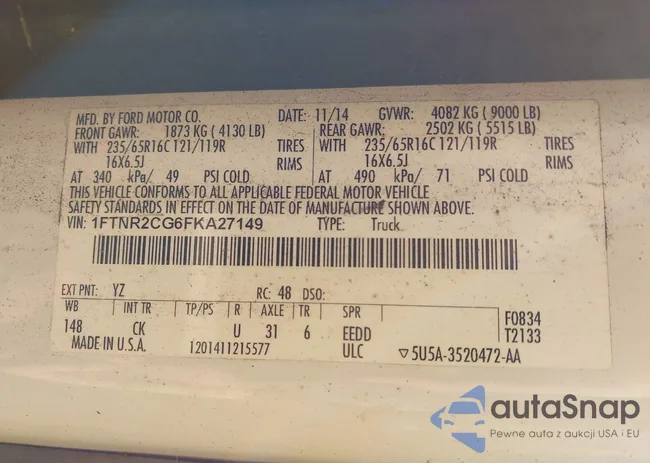 MFD. BY FORD MOTOR CO. DATE: 11/14 GVWR: 4082 KG ( 9000 LB)
FRONT GAWR: 1873 KG ( 4130 LB) REAR GAWR: 2502 KG ( 5515 LB)
WITH 235/65R16C 121/119R TIRES WITH 235/65R16C 121/119R TIRES
16X6.5J RIMS 16X6.5J RIMS
AT 340 kPa/ 49 PSI COLD AT 490 kPa/ 71 PSI COLD
THIS VEHICLE CONFORMS TO ALL APPLICABLE FEDERAL MOTOR VEHICLE
SAFETY STANDARDS IN EFFECT ON THE DATE OF MANUFACTURE SHOWN ABOVE.
VIN: 1FTNR2CG6FKA27149 TYPE: Truck
EXT PNT: YZ RC: 48 DSO:
WB INT TR TP/PS R AXLE TR SPR F0834
148 CK U 31 6 EEDD T2133
MADE IN U.S.A. 1201411215577 ULC ▽5U5A-3520472-AA
autaSnap
Pewne auta z aukcji USA i EU